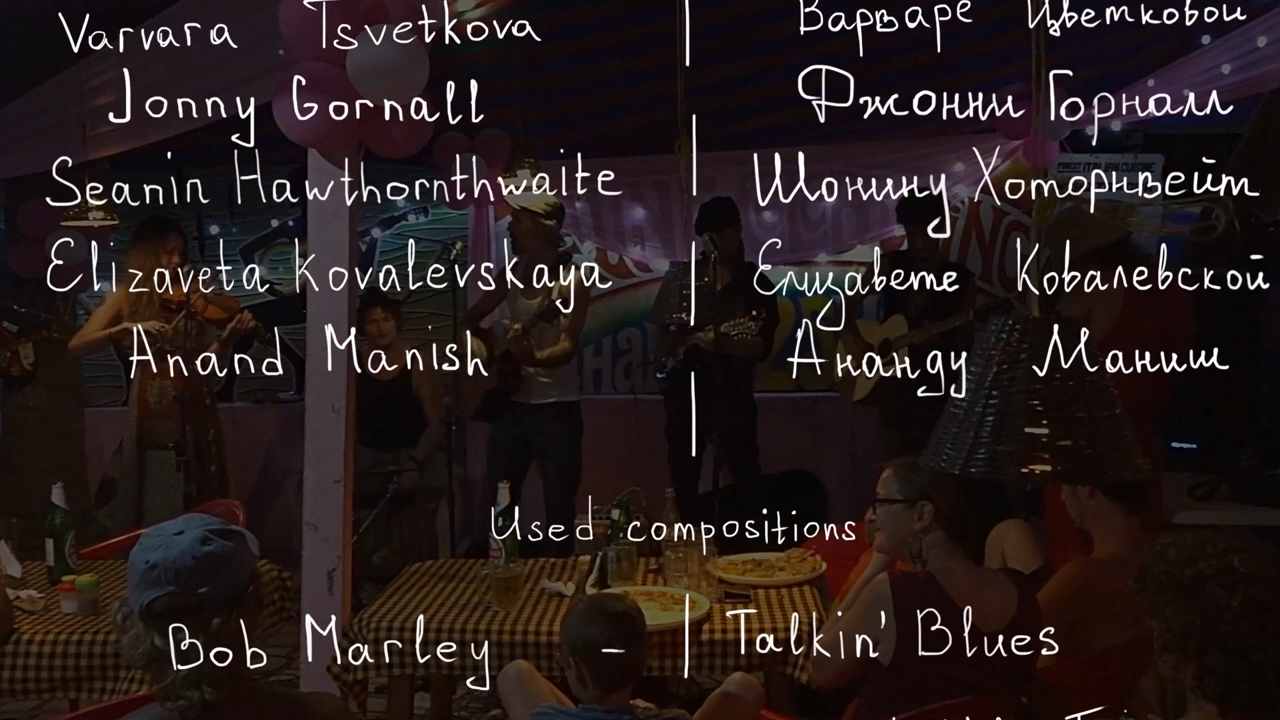 Varvara Tsvetkova | Варваре Цветковой
Jonny Gornall | Джонни Горналл
Seanin Hawthornthwaite | Шонину Хоторнвейт
Elizaveta Kovalevskaya | Елизавете Ковалевской
Anand Manish | Ананду Маниш
Used compositions
Bob Marley - | Talkin' Blues